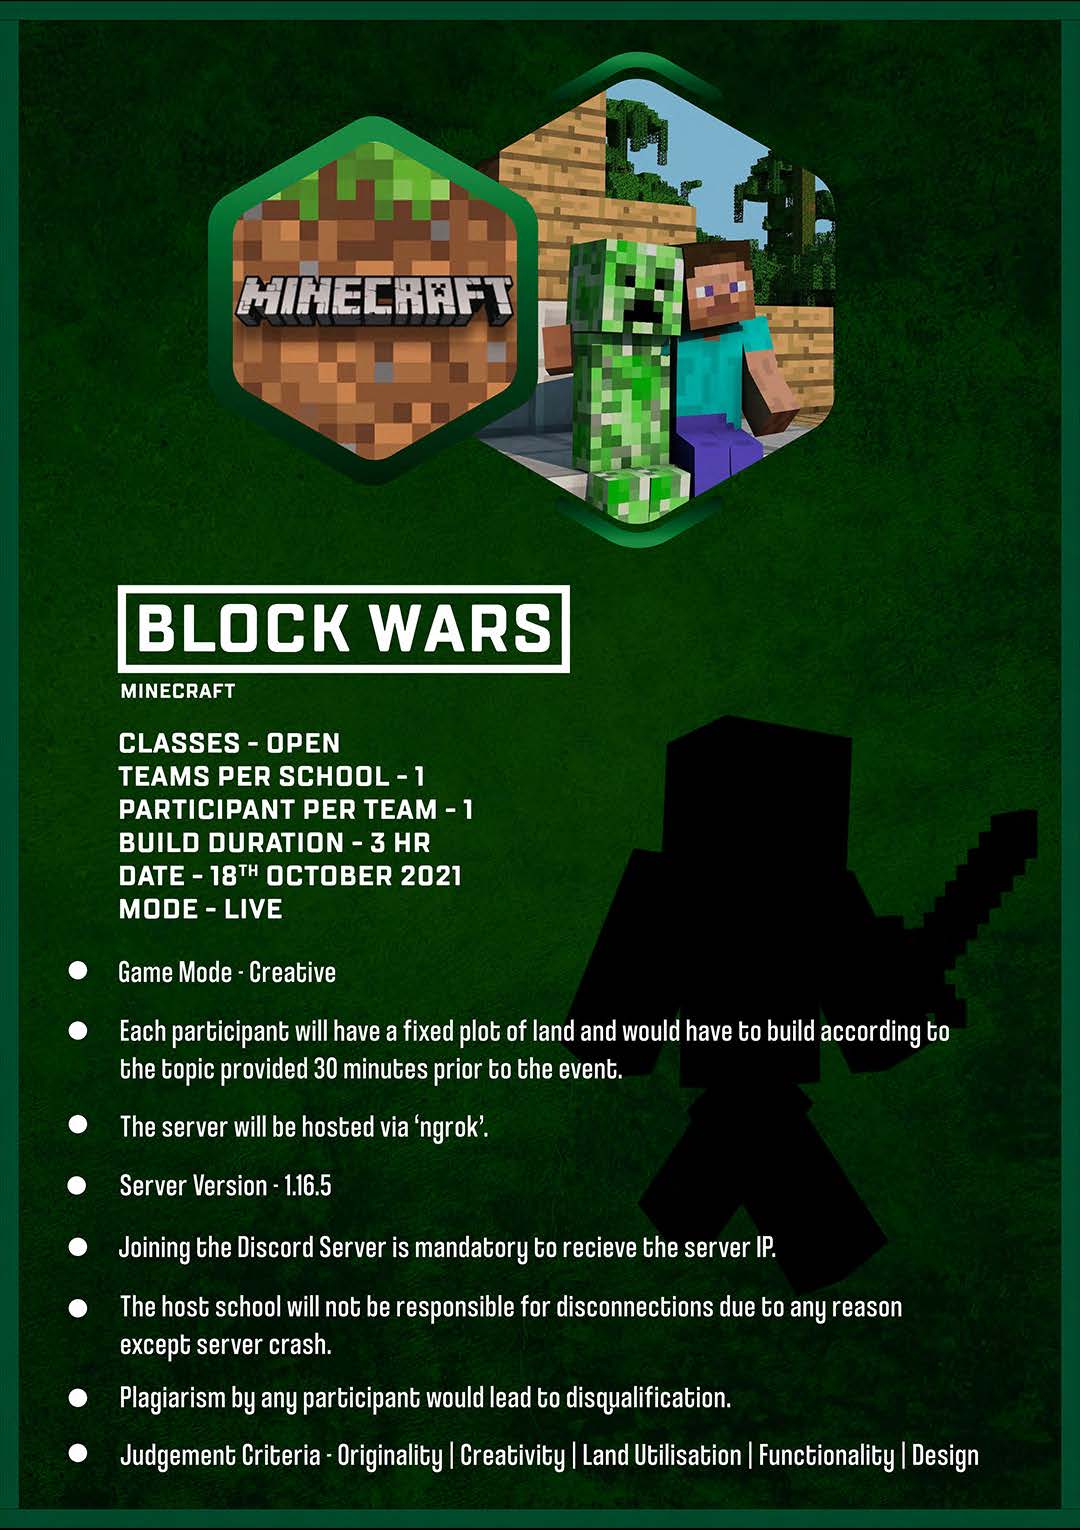 MINECRAFT
BLOCK WARS
MINECRAFT
CLASSES - OPEN
TEAMS PER SCHOOL - 1
PARTICIPANT PER TEAM - 1
BUILD DURATION - 3 HR
DATE - 18TH OCTOBER 2021
MODE - LIVE
Game Mode - Creative
Each participant will have a fixed plot of land and would have to build according to
the topic provided 30 minutes prior to the event.
The server will be hosted via ‘ngrok’.
Server Version - 1.16.5
Joining the Discord Server is mandatory to recieve the server IP.
The host school will not be responsible for disconnections due to any reason
except server crash.
Plagiarism by any participant would lead to disqualification.
Judgement Criteria - Originality | Creativity | Land Utilisation | Functionality | Design